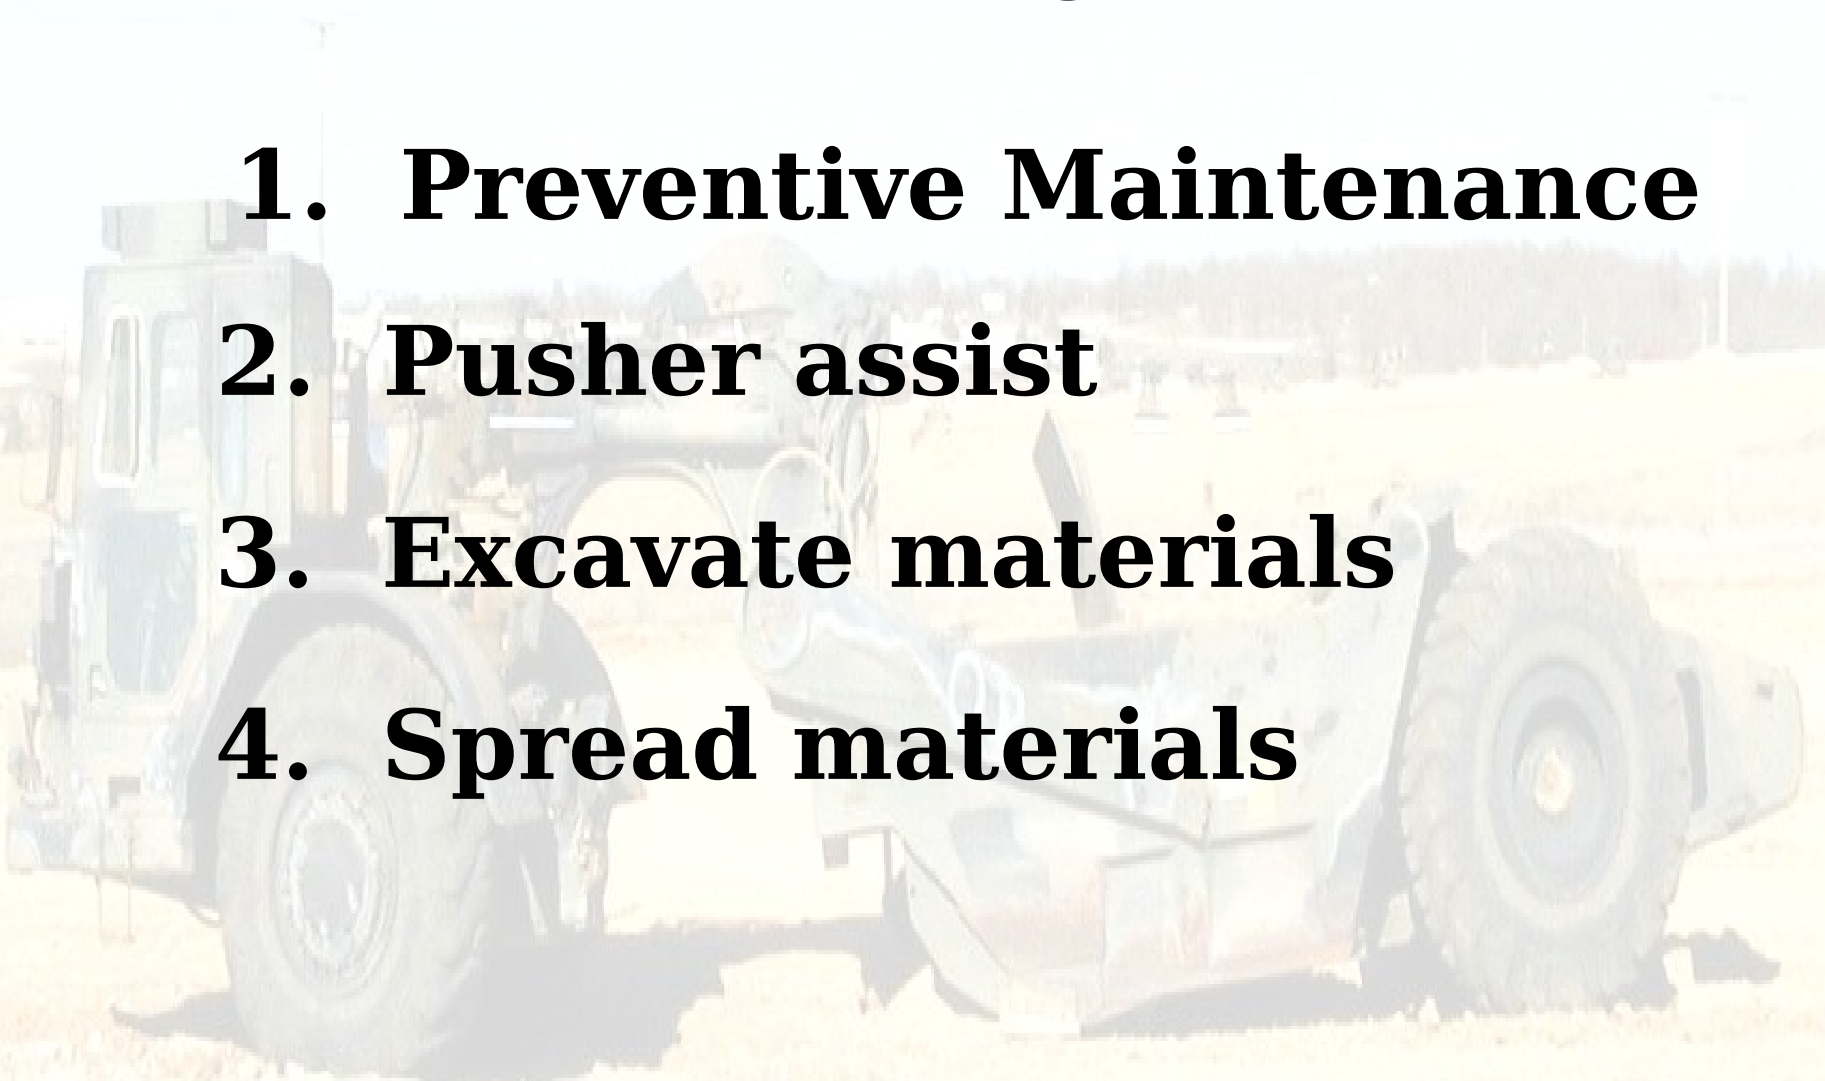 1. Preventive Maintenance
2. Pusher assist
3. Excavate materials
4. Spread materials